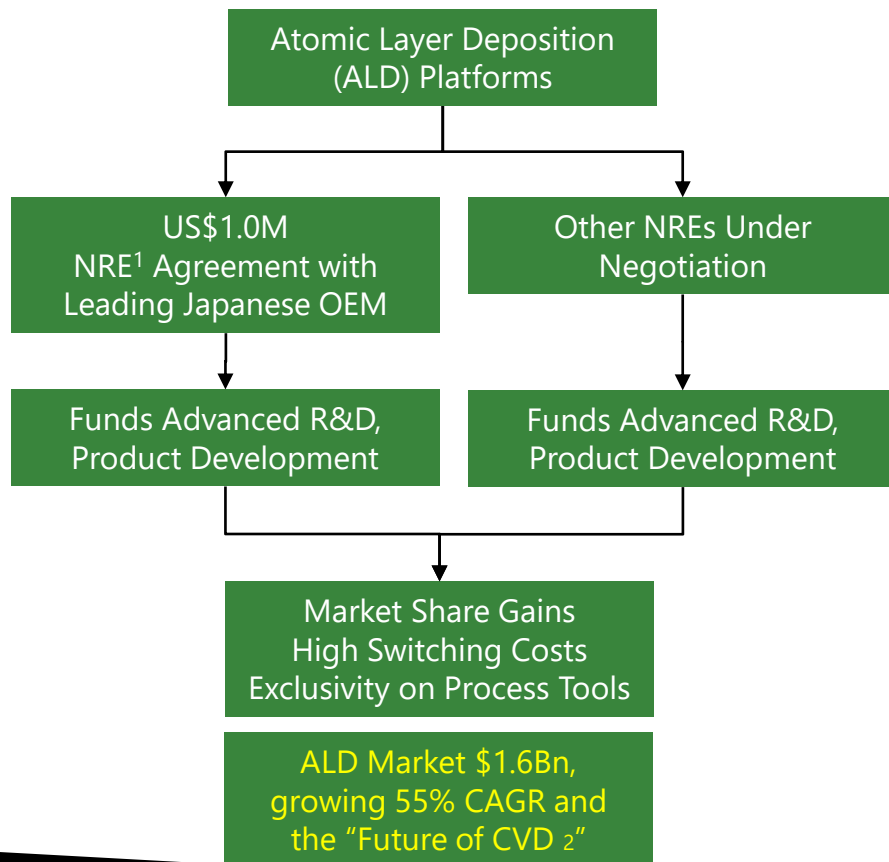 Atomic Layer Deposition
(ALD) Platforms
US$1.0M
NRE¹ Agreement with
Leading Japanese OEM
Other NREs Under
Negotiation
Funds Advanced R&D,
Product Development
Funds Advanced R&D,
Product Development
Market Share Gains
High Switching Costs
Exclusivity on Process Tools
ALD Market $1.6Bn,
growing 55% CAGR and
the “Future of CVD 2”